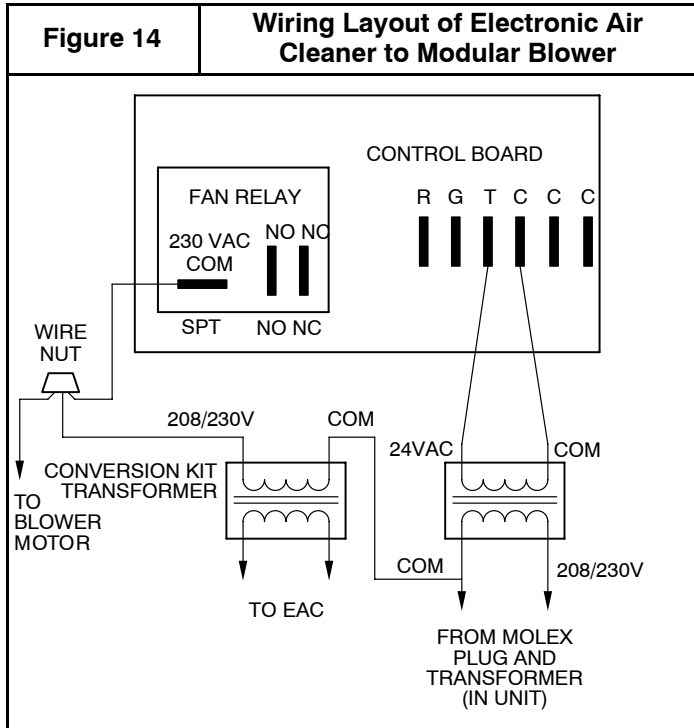 Figure 14
Wiring Layout of Electronic Air
Cleaner to Modular Blower
CONTROL BOARD
FAN RELAY
R G T C C C
230 VAC
COM
NO NC
SPT
NO NC
WIRE
NUT
208/230V
COM
24VAC
COM
CONVERSION KIT
TRANSFORMER
TO
BLOWER
MOTOR
COM
208/230V
TO EAC
FROM MOLEX
PLUG AND
TRANSFORMER
(IN UNIT)